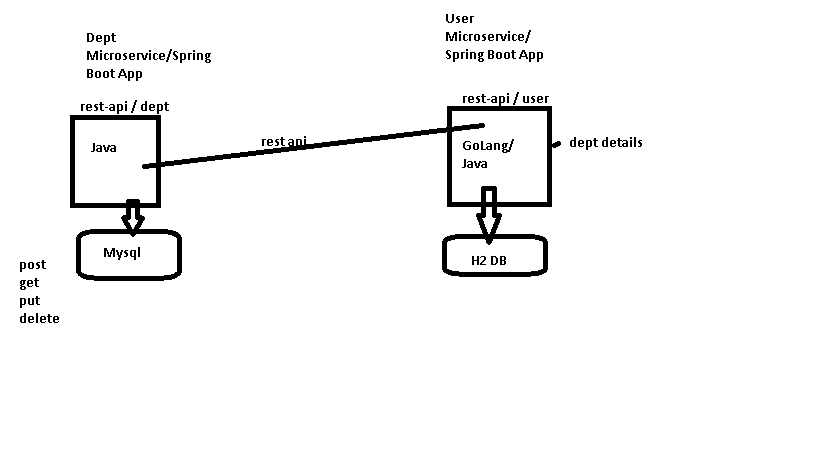 Dept
Microservice/Spring
Boot App
rest-api / dept
Java
Mysql
post
get
put
delete
rest api
User
Microservice/
Spring Boot App
rest-api / user
GoLang/
Java
dept details
H2 DB